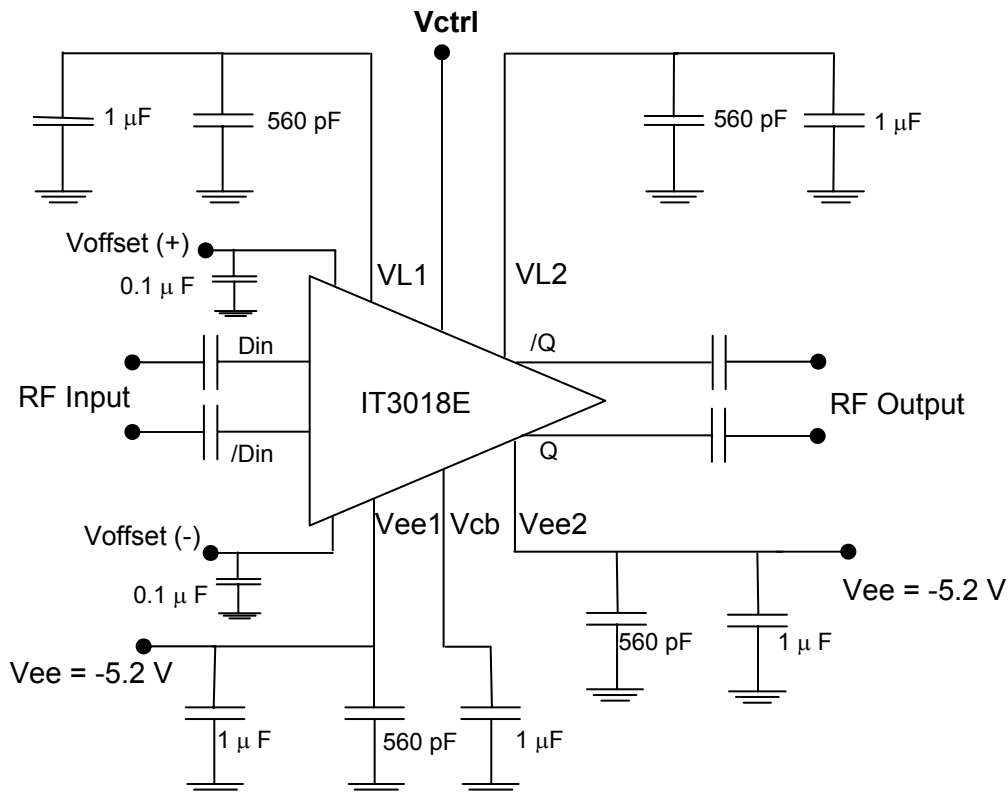 Vctrl
1 μF
560 pF
560 pF
1 μF
Voffset (+)
0.1 μ F
VL1
VL2
Din
/Q
RF Input
IT3018E
RF Output
/Din
Q
Voffset (-)
Vee1
Vcb
Vee2
0.1 μ F
Vee = -5.2 V
560 pF
1 μ F
Vee = -5.2 V
1 μ F
560 pF
1 μF